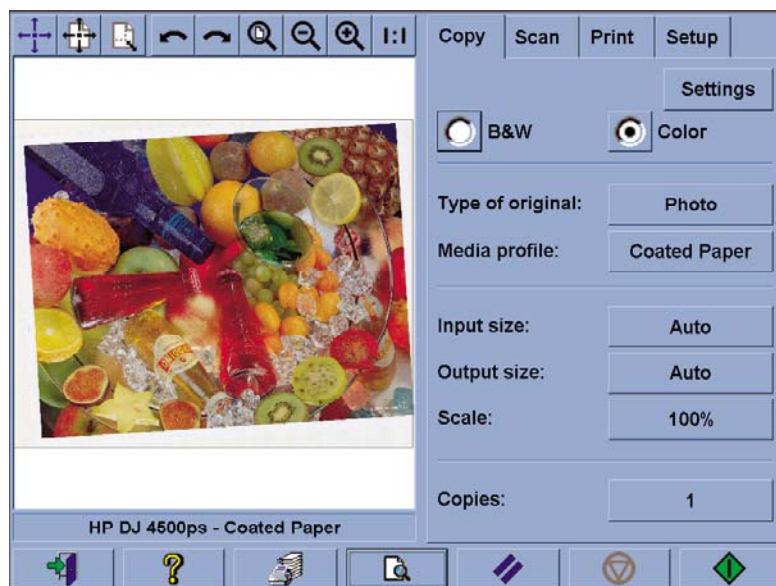 1:1
Copy Scan Print Setup
Settings
B&W Color
Type of original: Photo
Media profile: Coated Paper
Input size: Auto
Output size: Auto
Scale: 100%
Copies: 1
HP DJ 4500ps - Coated Paper
?